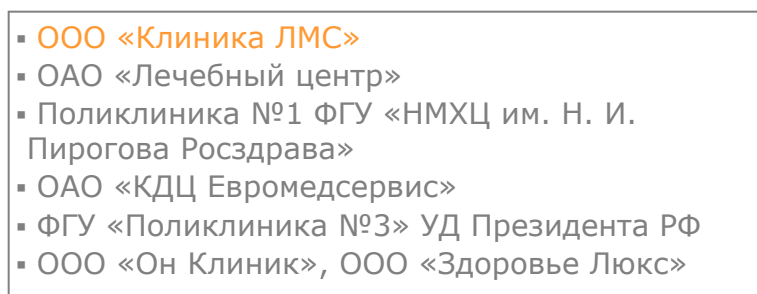 ▪ ООО «Клиника ЛМС»
▪ ОАО «Лечебный центр»
▪ Поликлиника №1 ФГУ «НМХЦ им. Н. И.
Пирогова Росздрава»
▪ ОАО «КДЦ Евромедсервис»
▪ ФГУ «Поликлиника №3» УД Президента РФ
▪ ООО «Он Клиник», ООО «Здоровье Люкс»